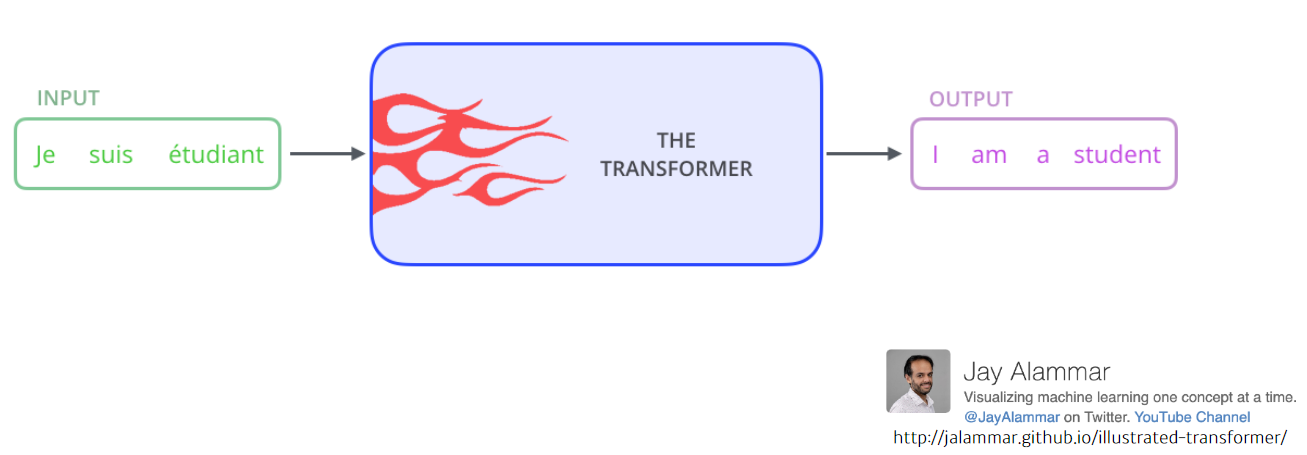 INPUT
Je suis étudiant
THE
TRANSFORMER
OUTPUT
I am a student
Jay Alammar
Visualizing machine learning one concept at a time.
@JayAlammar on Twitter. YouTube Channel
http://jalammar.github.io/illustrated-transformer/